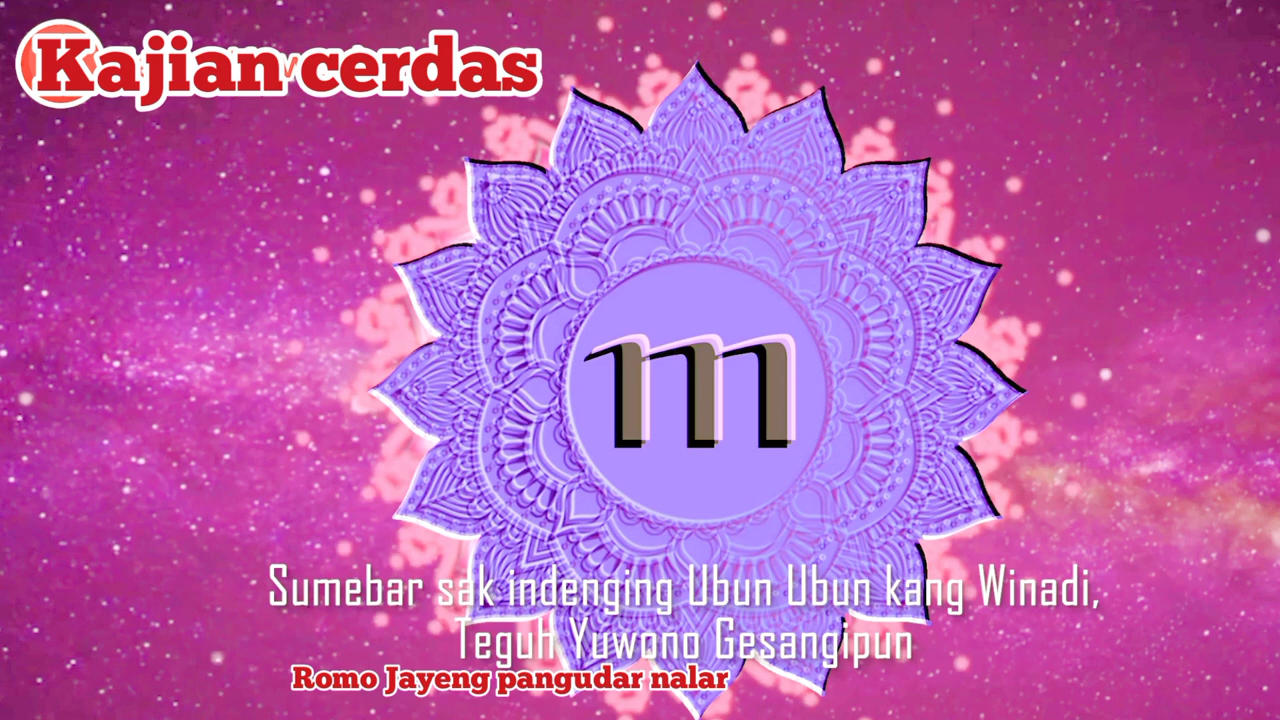 Kajian cerdas
m
Sumebar sak indenging Ubun Ubun kang Winadi,
Teguh Yuwono Gesangipun
Romo Jayeng pangudar nalar